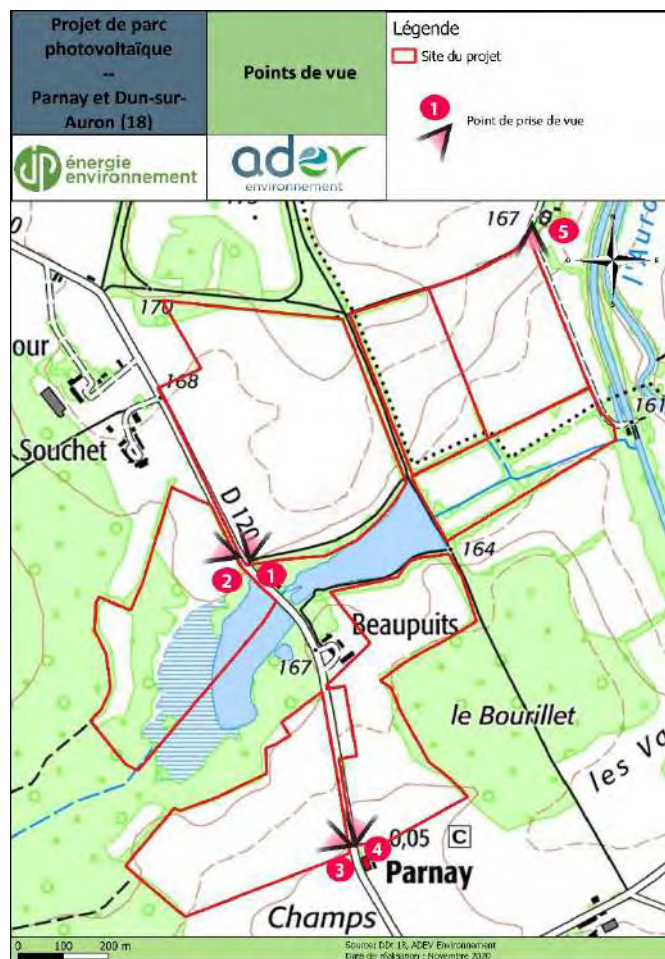 Projet de parc
photovoltaïque
--
Parnay et Dun-sur-
Auron (18)
Points de vue
Légende
Site du projet
1
Point de prise de vue
énergie
environnement
adev
environnement
167
5
l'Auro
170
our
168
Souchet
161
D 120
2
1
164
Beaupuits
167
le Bourillet
les Va
0,05
C
3
4
Parnay
Champs
0 100 200 m
Source: DDt 18, ADEV Environnement
Date de réalisation : Novembre 2020